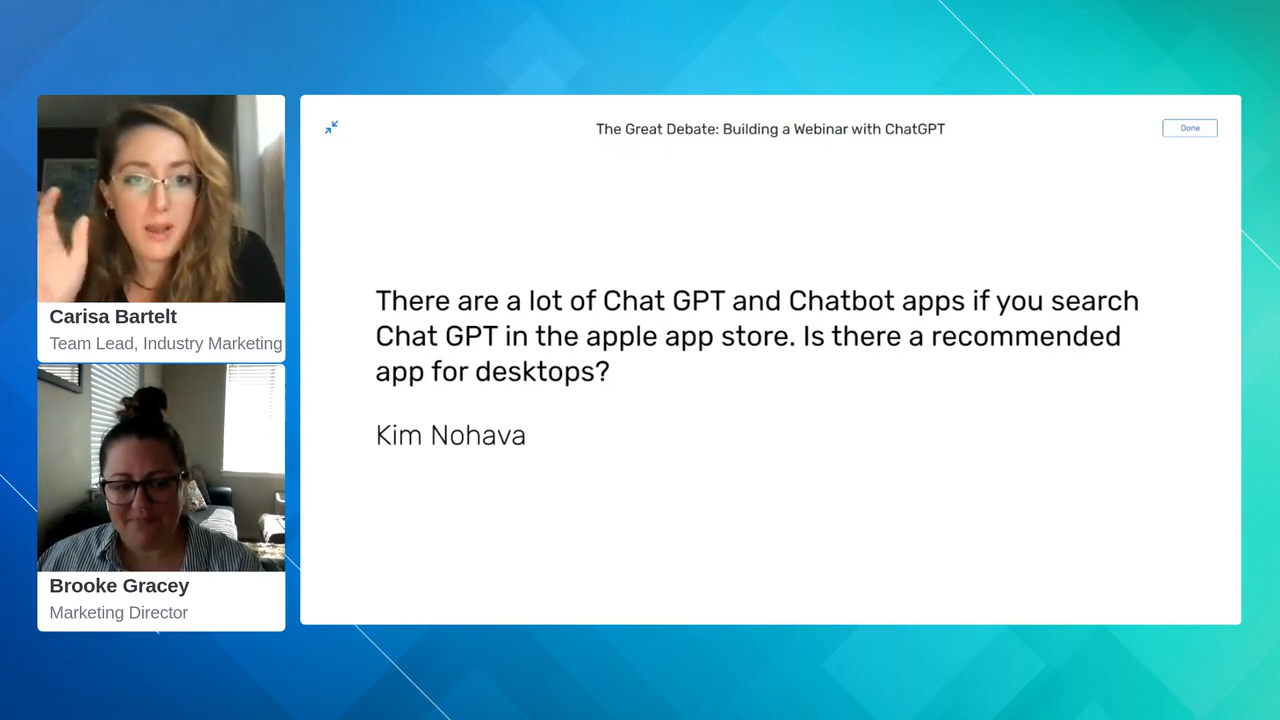 The Great Debate: Building a Webinar with ChatGPT
Done
Carisa Bartelt
Team Lead, Industry Marketing
Brooke Gracey
Marketing Director
There are a lot of Chat GPT and Chatbot apps if you search
Chat GPT in the apple app store. Is there a recommended
app for desktops?
Kim Nohava